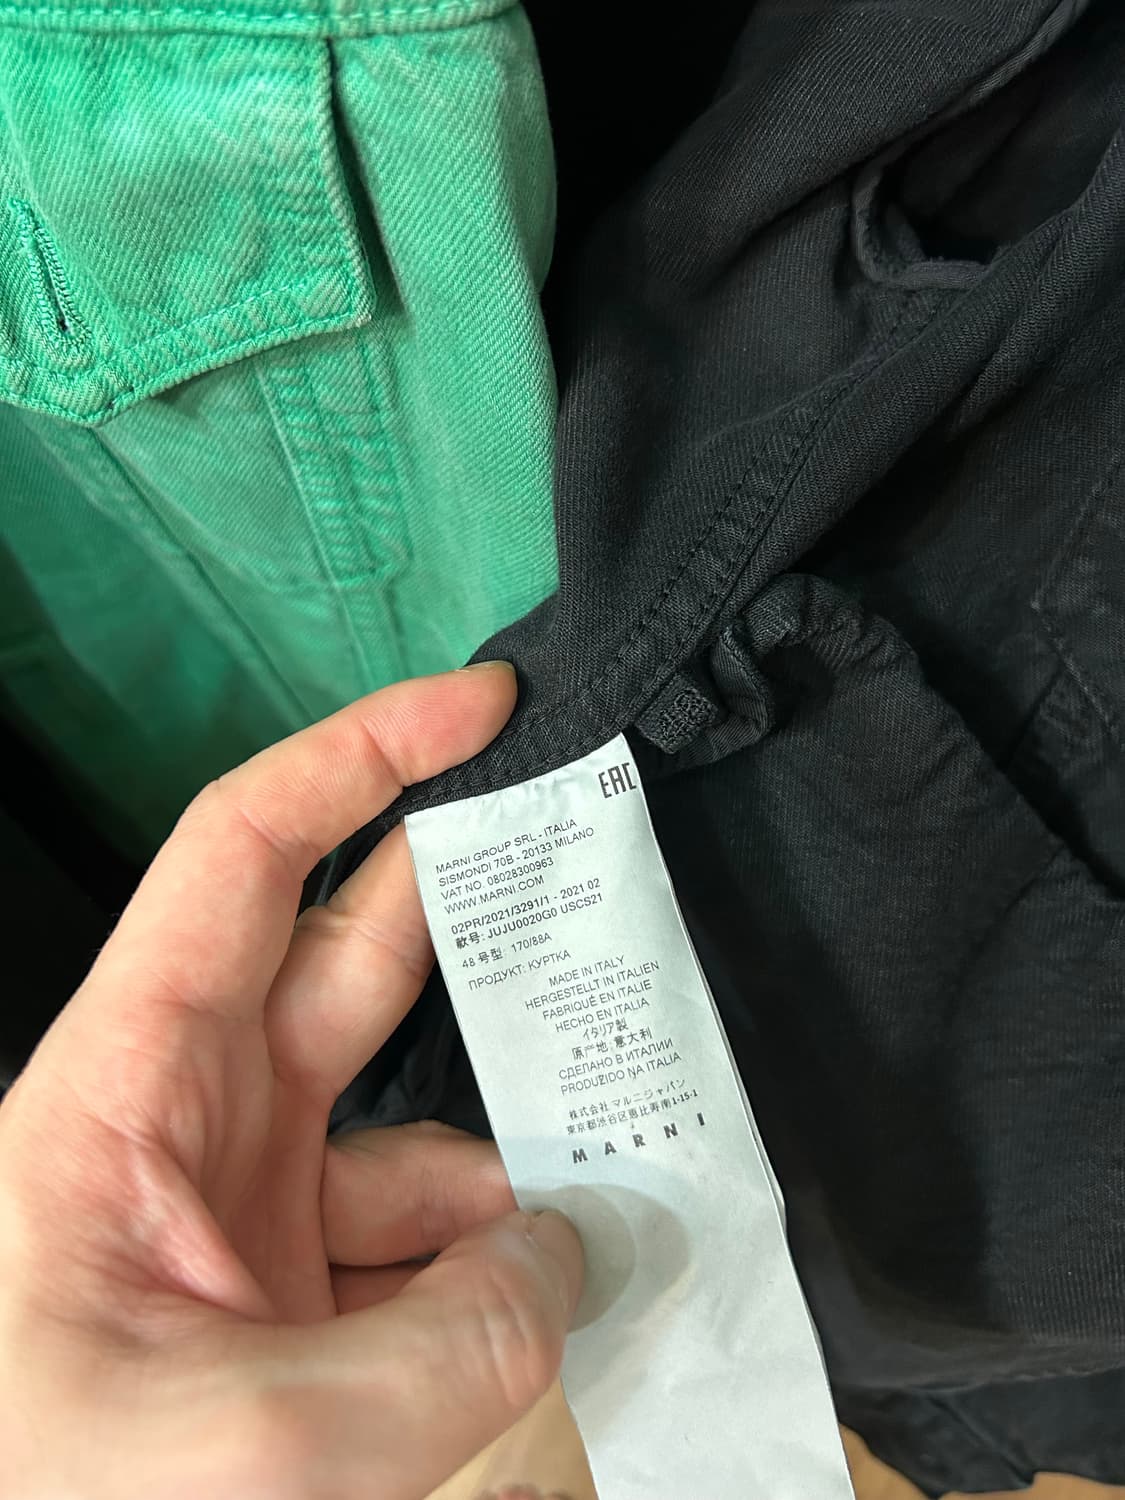 EAC
MARNI GROUP SRL - ITALIA
SISMONDI 70B - 20133 MILANO
VAT NO. 08028300963
WWW.MARNI.COM
02PR/2021/3291/1 - 2021 02
款号: JUJU0020G0 USCS21
48 号型: 170/88A
ПРОДУКТ: КУРТКА
MADE IN ITALY
HERGESTELLT IN ITALIEN
FABRIQUÉ EN ITALIE
HECHO EN ITALIA
イタリア製
原产地: 意大利
СДЕЛАНО В ИТАЛИИ
PRODUZIDO NA ITALIA
株式会社 マルニジャパン
東京都渋谷区恵比寿南1-15-1
MARNI